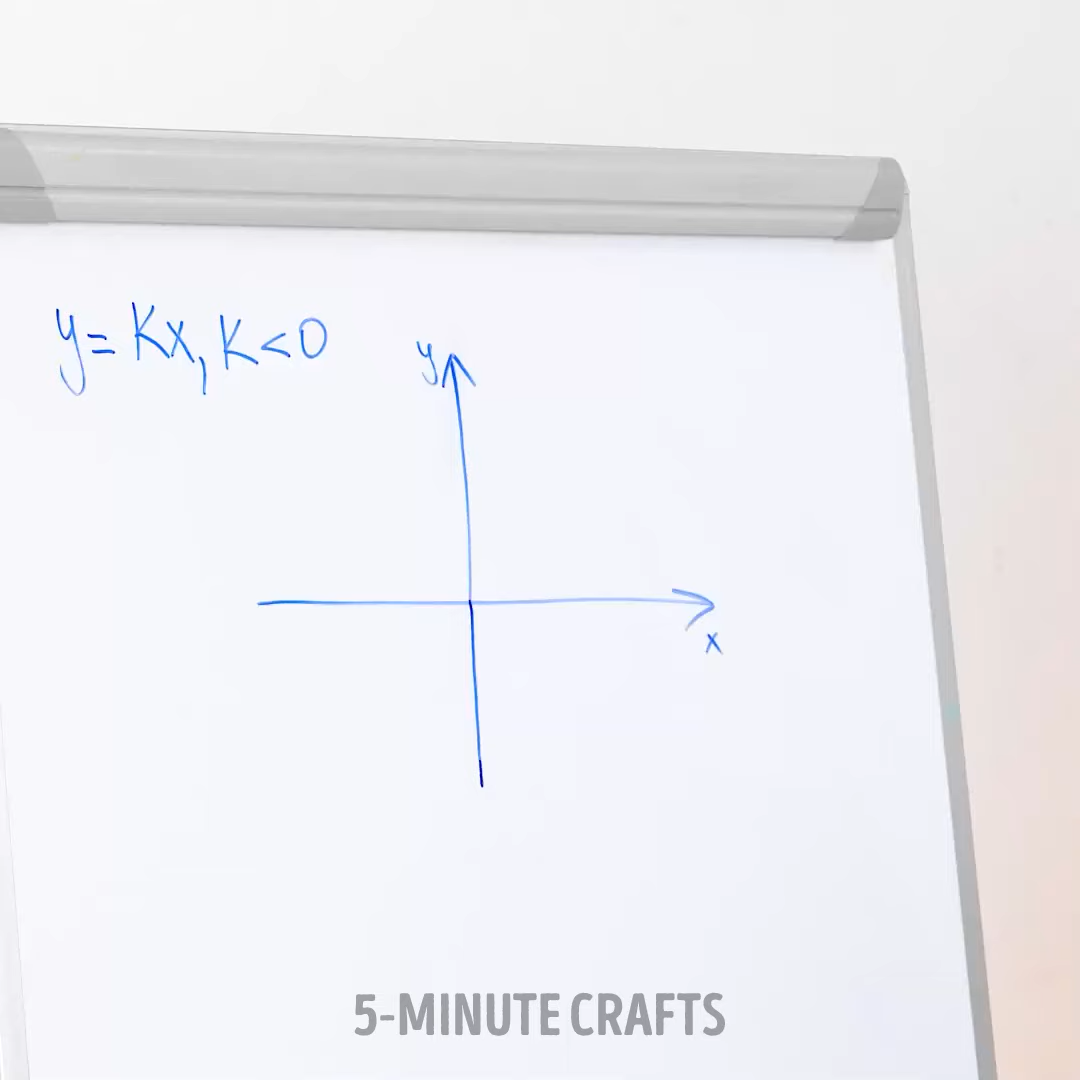 y = Kx, K < 0
y
x
5-MINUTE CRAFTS